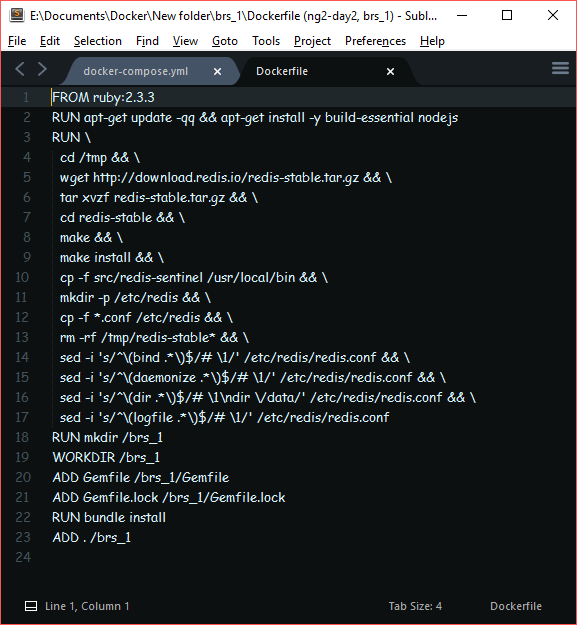 E:\Documents\Docker\New folder\brs_1\Dockerfile (ng2-day2, brs_1) - Subl...
File Edit Selection Find View Goto Tools Project Preferences Help
docker-compose.yml Dockerfile
1 FROM ruby:2.3.3
2 RUN apt-get update -qq && apt-get install -y build-essential nodejs
3 RUN \
4 cd /tmp && \
5 wget http://download.redis.io/redis-stable.tar.gz && \
6 tar xvzf redis-stable.tar.gz && \
7 cd redis-stable && \
8 make && \
9 make install && \
10 cp -f src/redis-sentinel /usr/local/bin && \
11 mkdir -p /etc/redis && \
12 cp -f *.conf /etc/redis && \
13 rm -rf /tmp/redis-stable* && \
14 sed -i 's/^\(bind .*\)$/# \1/' /etc/redis/redis.conf && \
15 sed -i 's/^\(daemonize .*\)$/# \1/' /etc/redis/redis.conf && \
16 sed -i 's/^\(dir .*\)$/# \1\ndir \/data/' /etc/redis/redis.conf && \
17 sed -i 's/^\(logfile .*\)$/# \1/' /etc/redis/redis.conf
18 RUN mkdir /brs_1
19 WORKDIR /brs_1
20 ADD Gemfile /brs_1/Gemfile
21 ADD Gemfile.lock /brs_1/Gemfile.lock
22 RUN bundle install
23 ADD . /brs_1
24
Line 1, Column 1 Tab Size: 4 Dockerfile